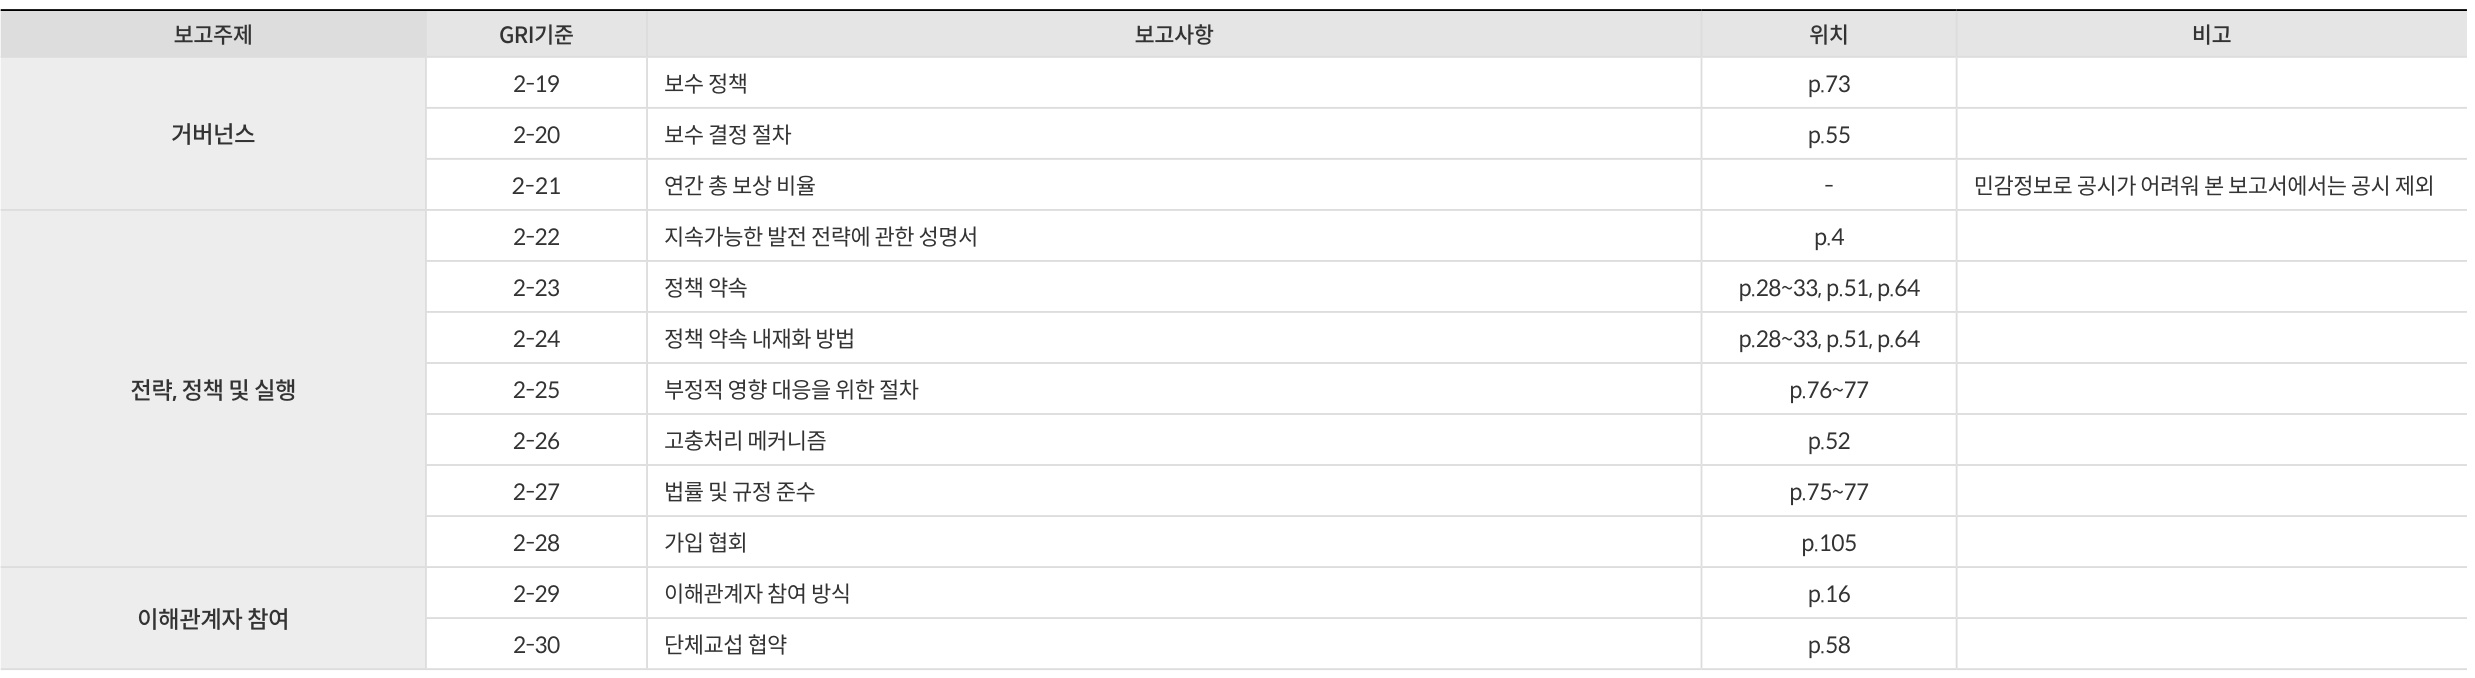 보고주제 GRI기준 보고사항 위치 비고
거버넌스
2-19 보수 정책 p.73
2-20 보수 결정 절차 p.55
2-21 연간 총 보상 비율 - 민감정보로 공시가 어려워 본 보고서에서는 공시 제외
전략, 정책 및 실행
2-22 지속가능한 발전 전략에 관한 성명서 p.4
2-23 정책 약속 p.28~33, p.51, p.64
2-24 정책 약속 내재화 방법 p.28~33, p.51, p.64
2-25 부정적 영향 대응을 위한 절차 p.76~77
2-26 고충처리 메커니즘 p.52
2-27 법률 및 규정 준수 p.75~77
2-28 가입 협회 p.105
이해관계자 참여
2-29 이해관계자 참여 방식 p.16
2-30 단체교섭 협약 p.58